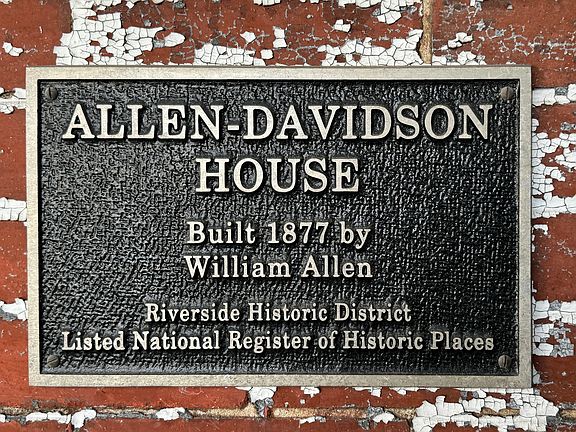 ALLEN-DAVIDSON
HOUSE
Built 1877 by
William Allen
Riverside Historic District
Listed National Register of Historic Places